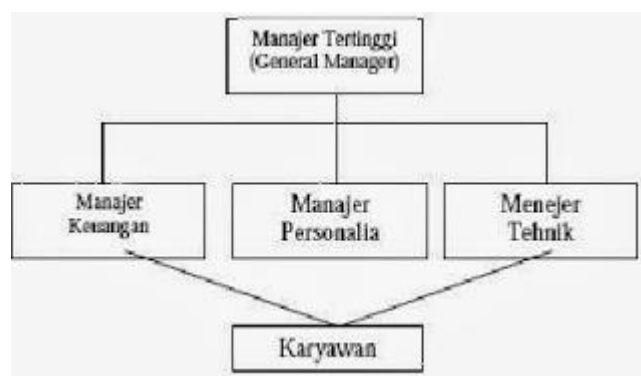 Manajer Tertinggi
(General Manager)
Manajer
Keuangan
Manajer
Personalia
Menejer
Tehnik
Karyawan